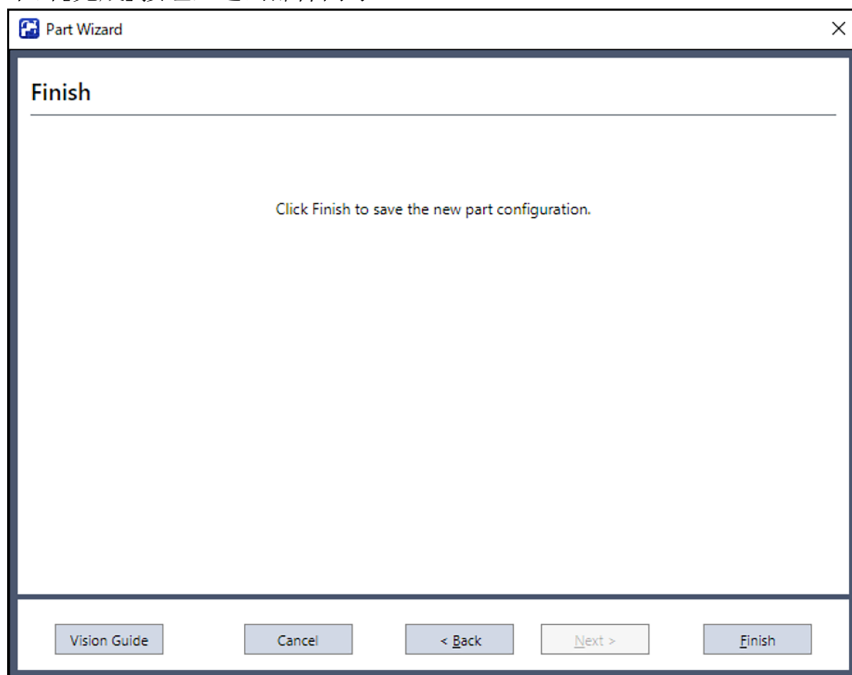 Part Wizard
Finish
Click Finish to save the new part configuration.
Vision Guide Cancel < Back Next > Finish